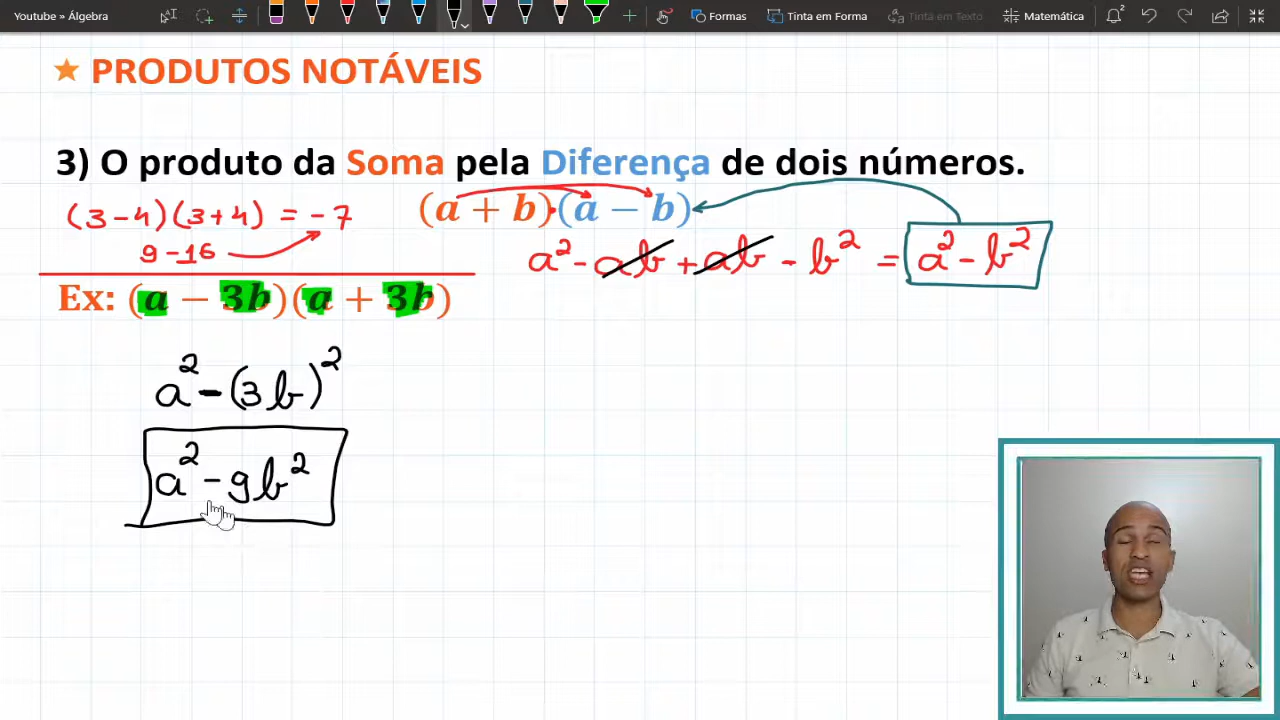 Youtube » Álgebra
Formas
Tinta em Forma
Tinta em Texto
Matemática
2
PRODUTOS NOTÁVEIS
3) O produto da Soma pela Diferença de dois números.
(a + b)·(a − b)
(3-4)(3+4) = -7
9-16
a² - ab + ab - b² = a² - b²
Ex: (a − 3b)(a + 3b)
a² - (3b)²
a² - 9b²